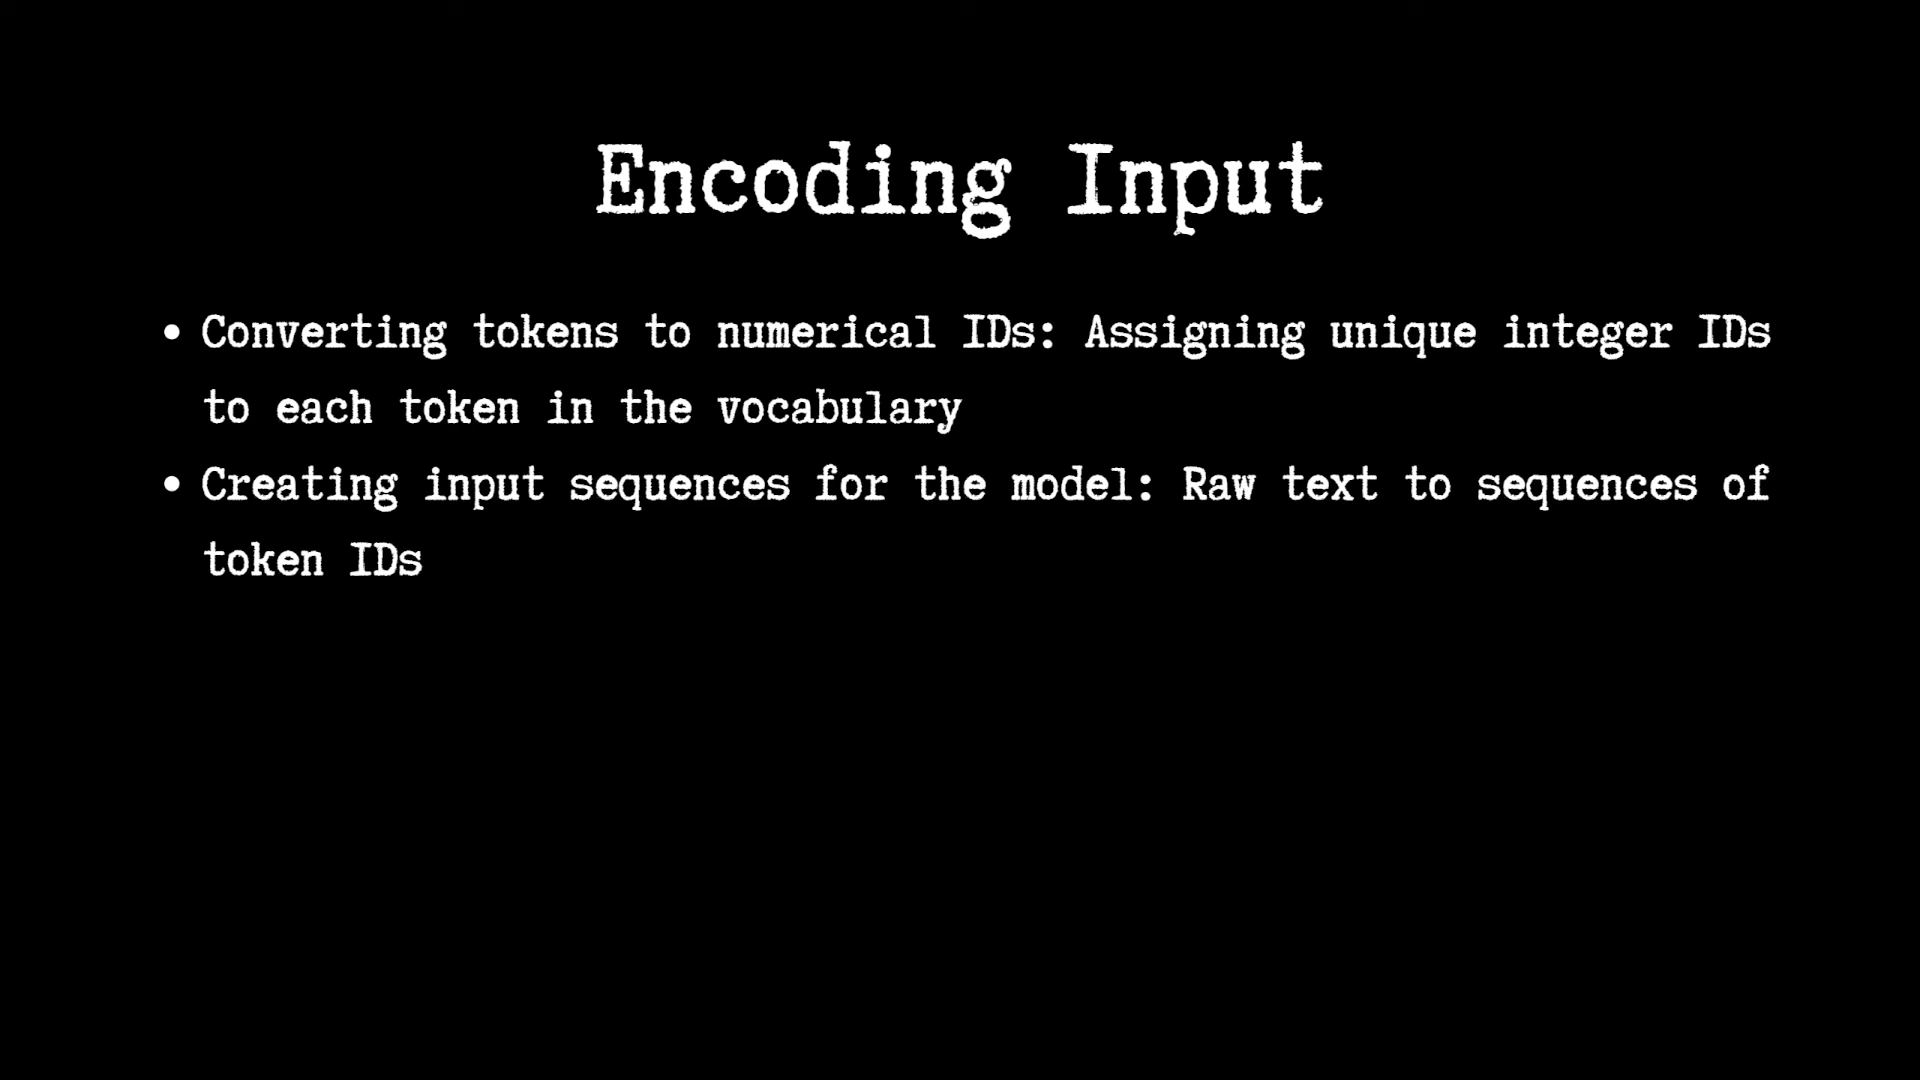 Encoding Input
• Converting tokens to numerical IDs: Assigning unique integer IDs
to each token in the vocabulary
• Creating input sequences for the model: Raw text to sequences of
token IDs